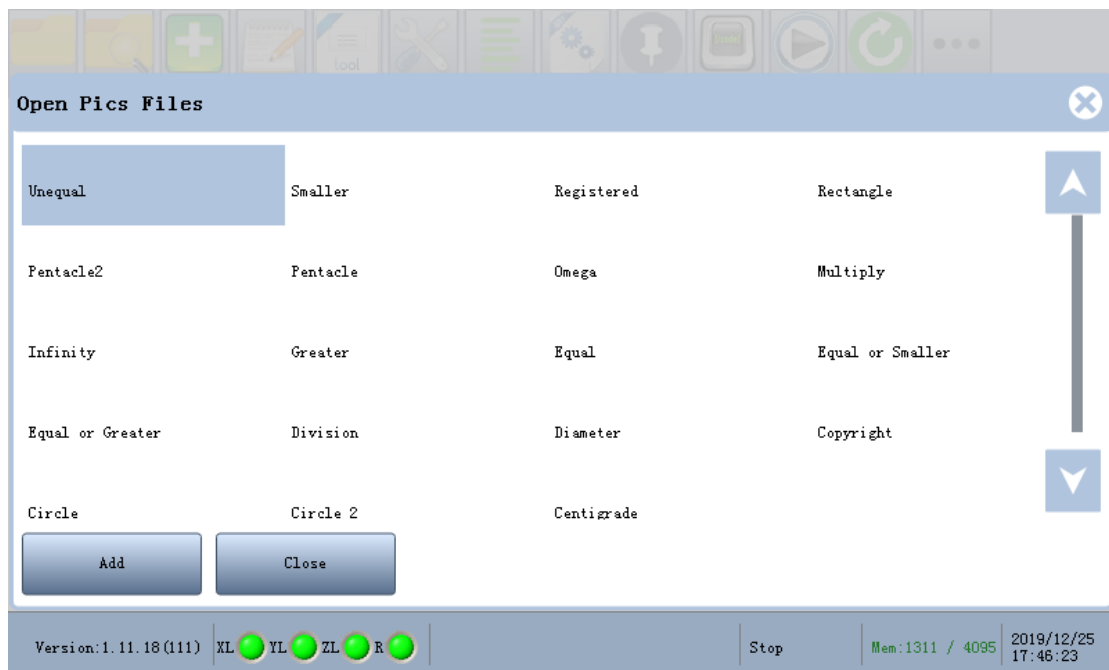 tool
Open Pics Files
Unequal Smaller Registered Rectangle
Pentacle2 Pentacle Omega Multiply
Infinity Greater Equal Equal or Smaller
Equal or Greater Division Diameter Copyright
Circle Circle 2 Centigrade
Add Close
Version:1.11.18(111) XL YL ZL R Stop Mem:1311 / 4095 2019/12/25
17:46:23